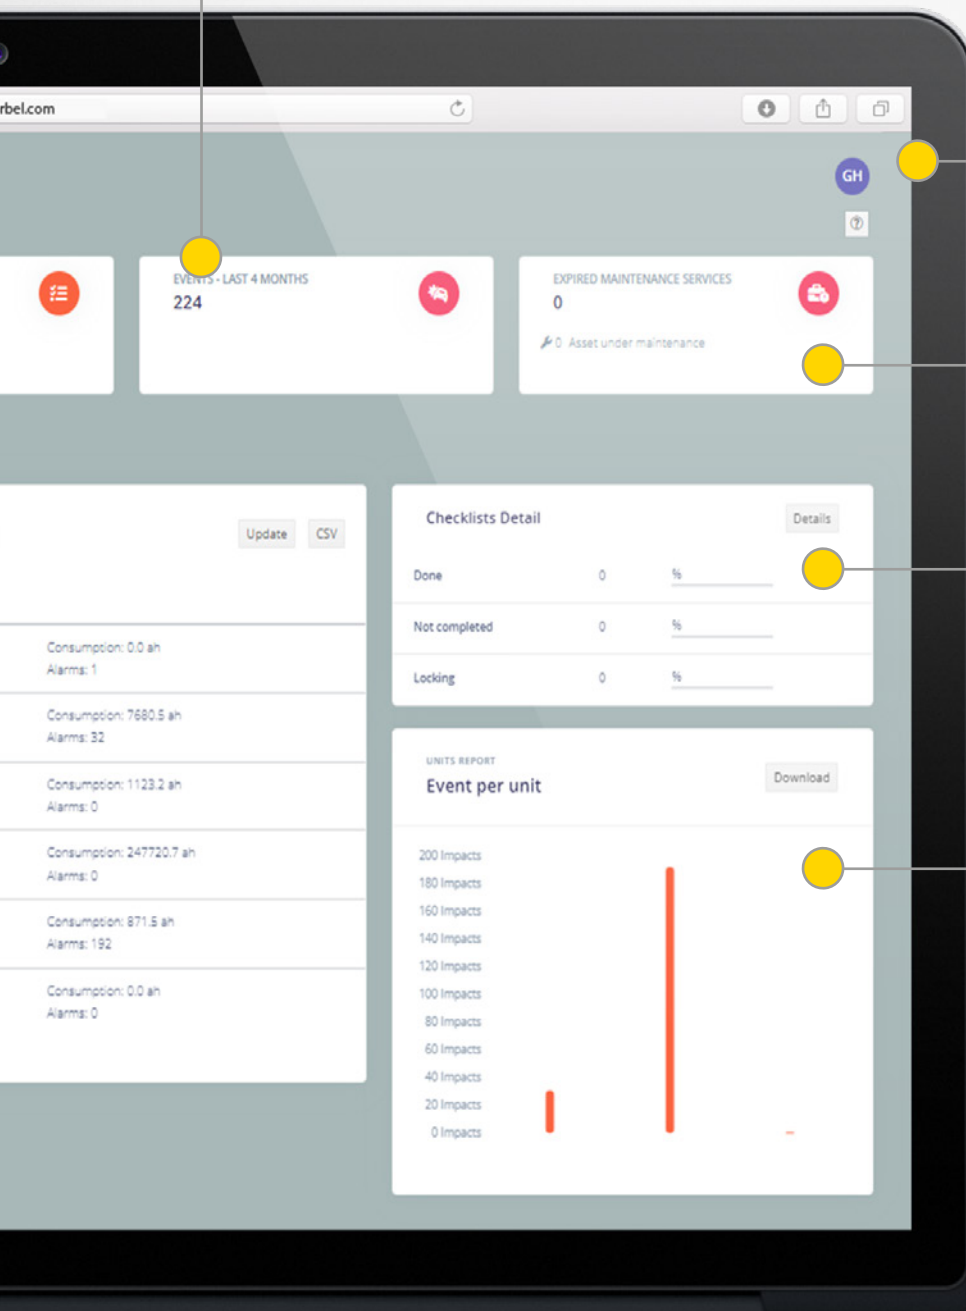 rbel.com
GH
EVENTS - LAST 4 MONTHS
224
EXPIRED MAINTENANCE SERVICES
0
0 Asset under maintenance
Update
CSV
Consumption: 0.0 ah
Alarms: 1
Consumption: 7680.5 ah
Alarms: 32
Consumption: 1123.2 ah
Alarms: 0
Consumption: 247720.7 ah
Alarms: 0
Consumption: 871.5 ah
Alarms: 192
Consumption: 0.0 ah
Alarms: 0
Checklists Detail
Details
Done 0 %
Not completed 0 %
Locking 0 %
UNITS REPORT
Event per unit
Download
200 Impacts
180 Impacts
160 Impacts
140 Impacts
120 Impacts
100 Impacts
80 Impacts
60 Impacts
40 Impacts
20 Impacts
0 Impacts